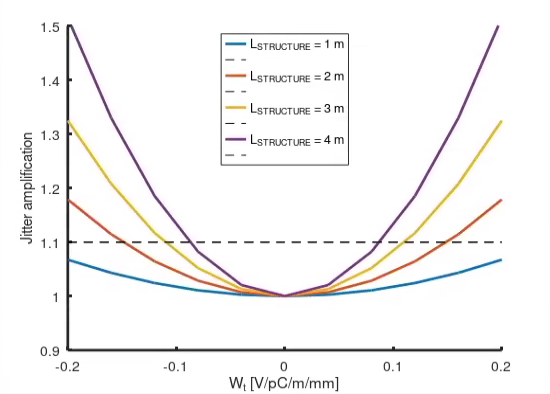 1.5
1.4
1.3
1.2
1.1
1
0.9
Jitter amplification
LSTRUCTURE = 1 m
LSTRUCTURE = 2 m
LSTRUCTURE = 3 m
LSTRUCTURE = 4 m
-0.2 -0.1 0 0.1 0.2
Wt [V/pC/m/mm]